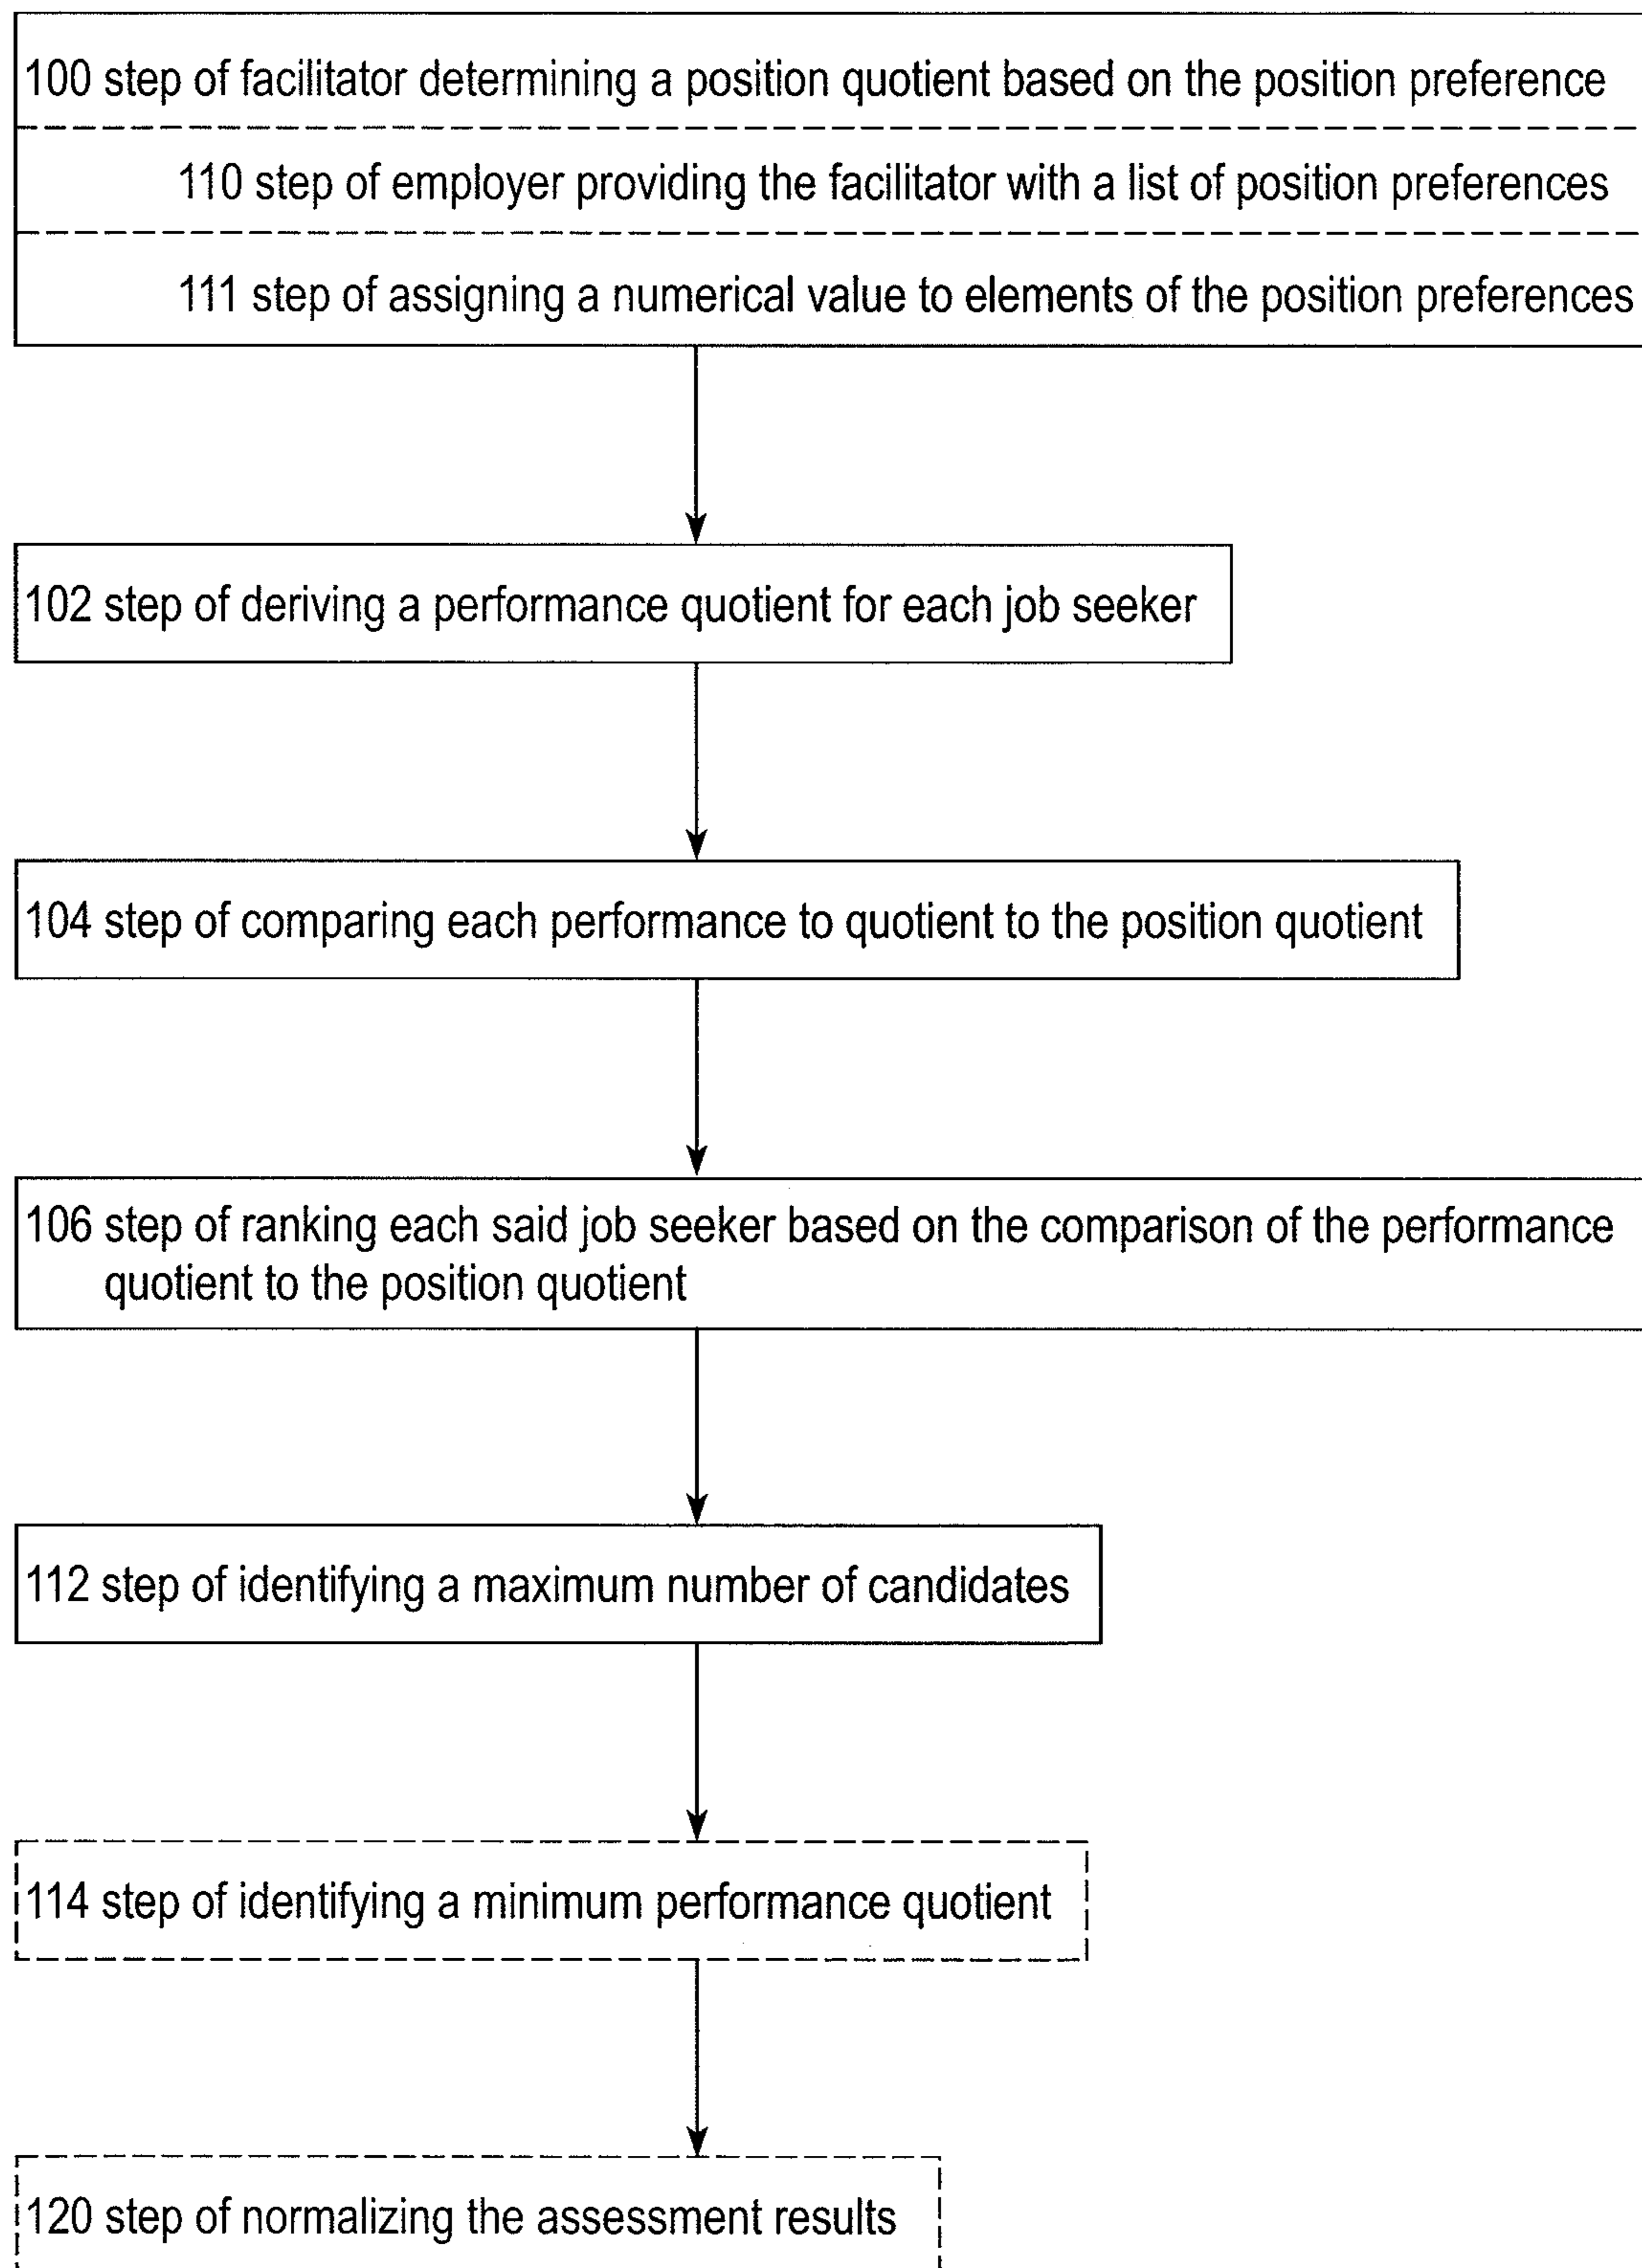 100 step of facilitator determining a position quotient based on the position preference
110 step of employer providing the facilitator with a list of position preferences
111 step of assigning a numerical value to elements of the position preferences
102 step of deriving a performance quotient for each job seeker
104 step of comparing each performance to quotient to the position quotient
106 step of ranking each said job seeker based on the comparison of the performance
quotient to the position quotient
112 step of identifying a maximum number of candidates
114 step of identifying a minimum performance quotient
120 step of normalizing the assessment results